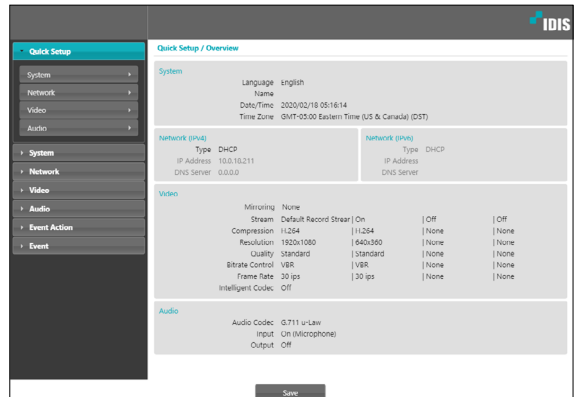 IDIS
Quick Setup
System
Network
Video
Audio
System
Network
Video
Audio
Event Action
Event
Quick Setup / Overview
System
Language English
Name
Date/Time 2020/02/18 05:16:14
Time Zone GMT-05:00 Eastern Time (US & Canada) (DST)
Network (IPv4)
Type DHCP
IP Address 10.0.10.211
DNS Server 0.0.0.0
Network (IPv6)
Type DHCP
IP Address
DNS Server
Video
Mirroring None
Stream Default Record Strear | On | Off | Off
Compression H.264 | H.264 | None | None
Resolution 1920x1080 | 640x360 | None | None
Quality Standard | Standard | None | None
Bitrate Control VBR | VBR | None | None
Frame Rate 30 ips | 30 ips | None | None
Intelligent Codec Off
Audio
Audio Codec G.711 u-Law
Input On (Microphone)
Output Off
Save